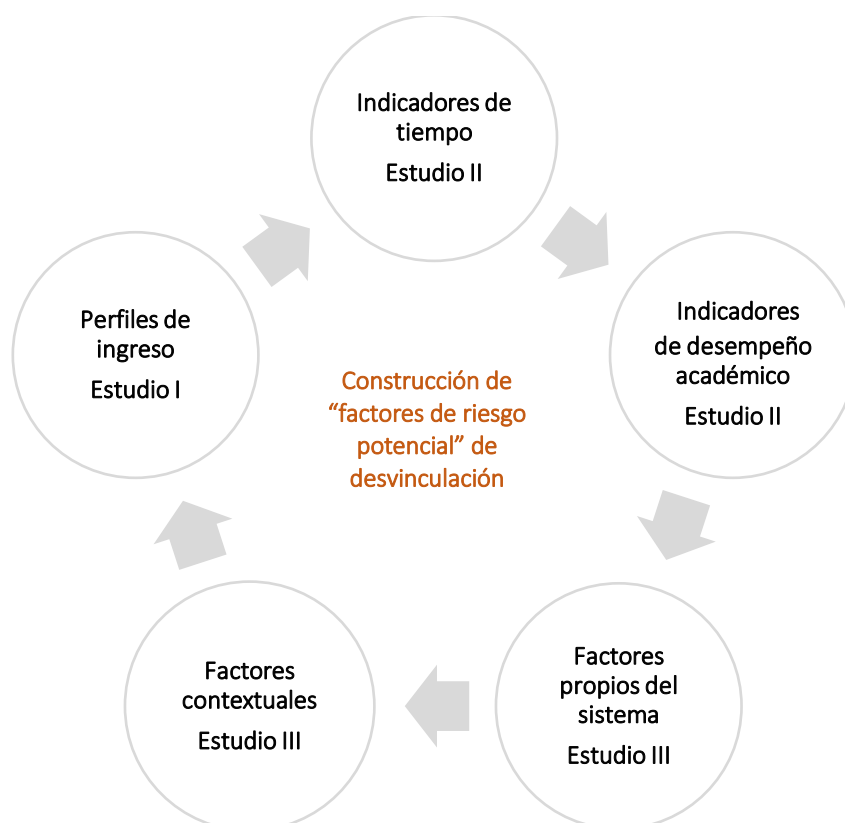 Indicadores de
tiempo
Estudio II
Indicadores
de desempeño
académico
Estudio II
Factores
propios del
sistema
Estudio III
Factores
contextuales
Estudio III
Perfiles de
ingreso
Estudio I
Construcción de
“factores de riesgo
potencial” de
desvinculación